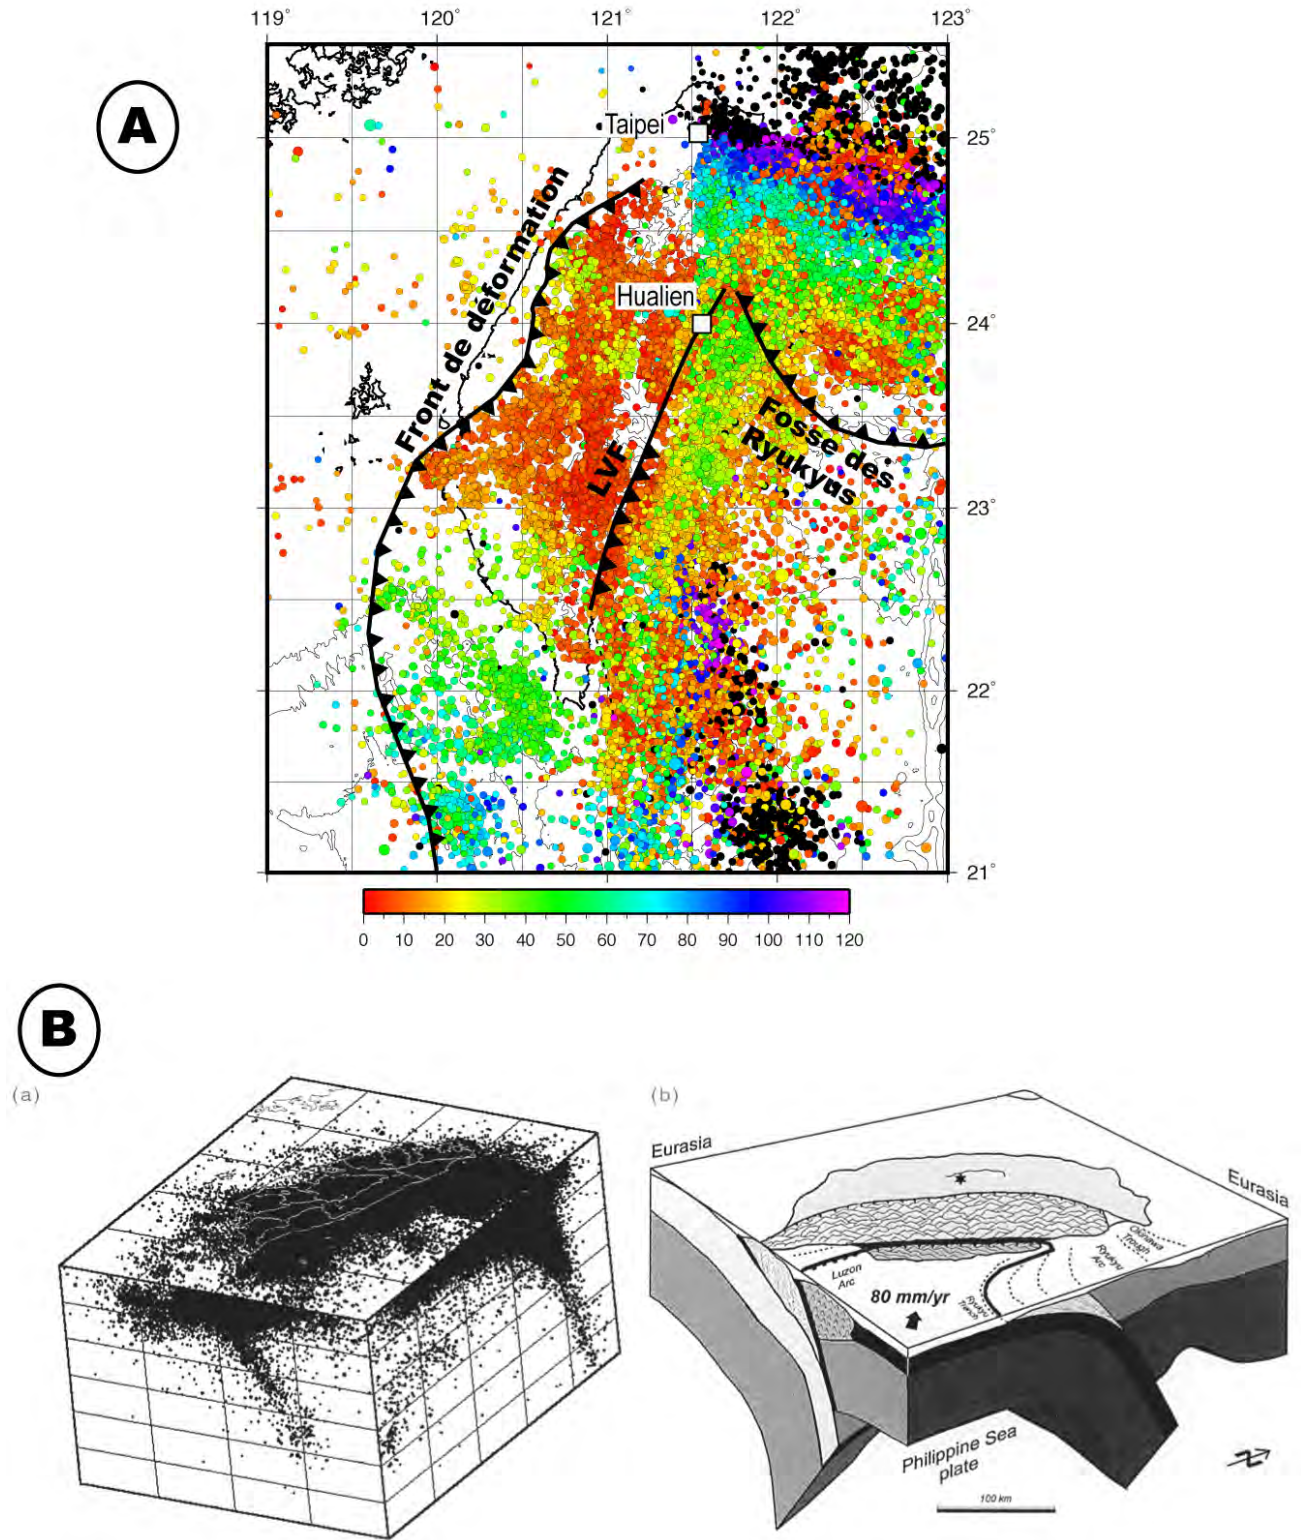 119°
120°
121°
122°
123°
A
Taipei
25°
Front de déformation
Hualien
24°
LVF
Fosse des
Ryukyus
23°
22°
21°
0 10 20 30 40 50 60 70 80 90 100 110 120
B
(a)
(b)
Eurasia
Eurasia
Okinawa
Trough
Ryukyu
Arc
Luzon
Arc
Ryukyu
Trench
80 mm/yr
Philippine Sea
plate
N
100 km